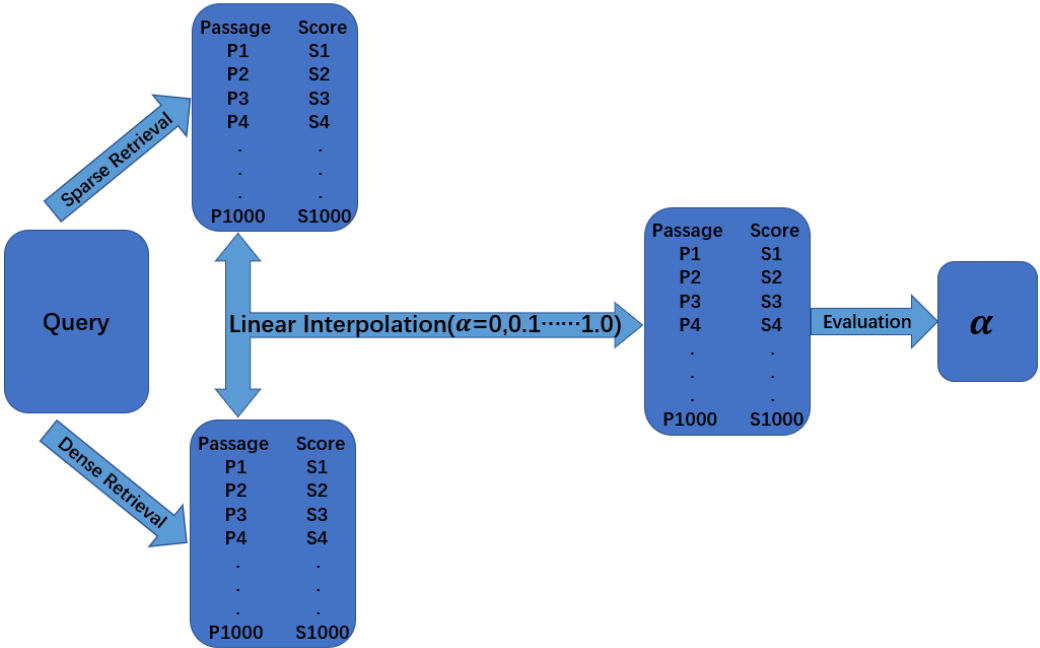 Passage Score
P1 S1
P2 S2
P3 S3
P4 S4
. .
. .
. .
P1000 S1000
Sparse Retrieval
Query
Dense Retrieval
Linear Interpolation(α=0,0.1······1.0)
Passage Score
P1 S1
P2 S2
P3 S3
P4 S4
. .
. .
. .
P1000 S1000
Passage Score
P1 S1
P2 S2
P3 S3
P4 S4
. .
. .
. .
P1000 S1000
Evaluation
α